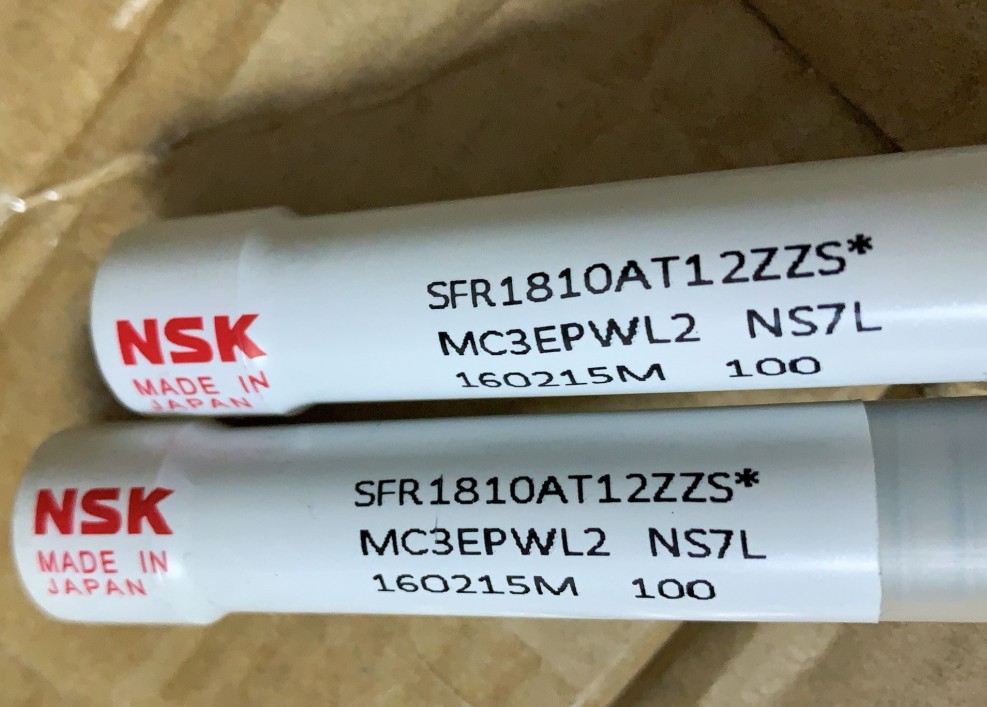 NSK
MADE IN
JAPAN
SFR1810AT12ZZS*
MC3EPWL2 NS7L
160215M 100
NSK
MADE IN
JAPAN
SFR1810AT12ZZS*
MC3EPWL2 NS7L
160215M 100